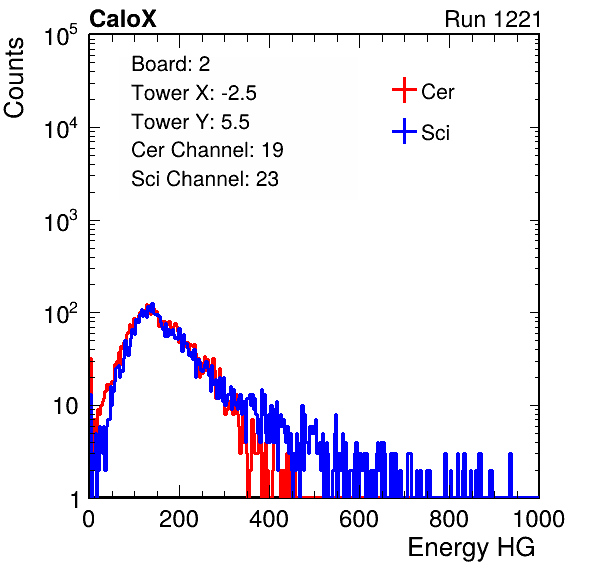 CaloX Run 1221
Counts
Board: 2
Tower X: -2.5
Tower Y: 5.5
Cer Channel: 19
Sci Channel: 23
Cer
Sci
10^5
10^4
10^3
10^2
10
1
0 200 400 600 800 1000
Energy HG